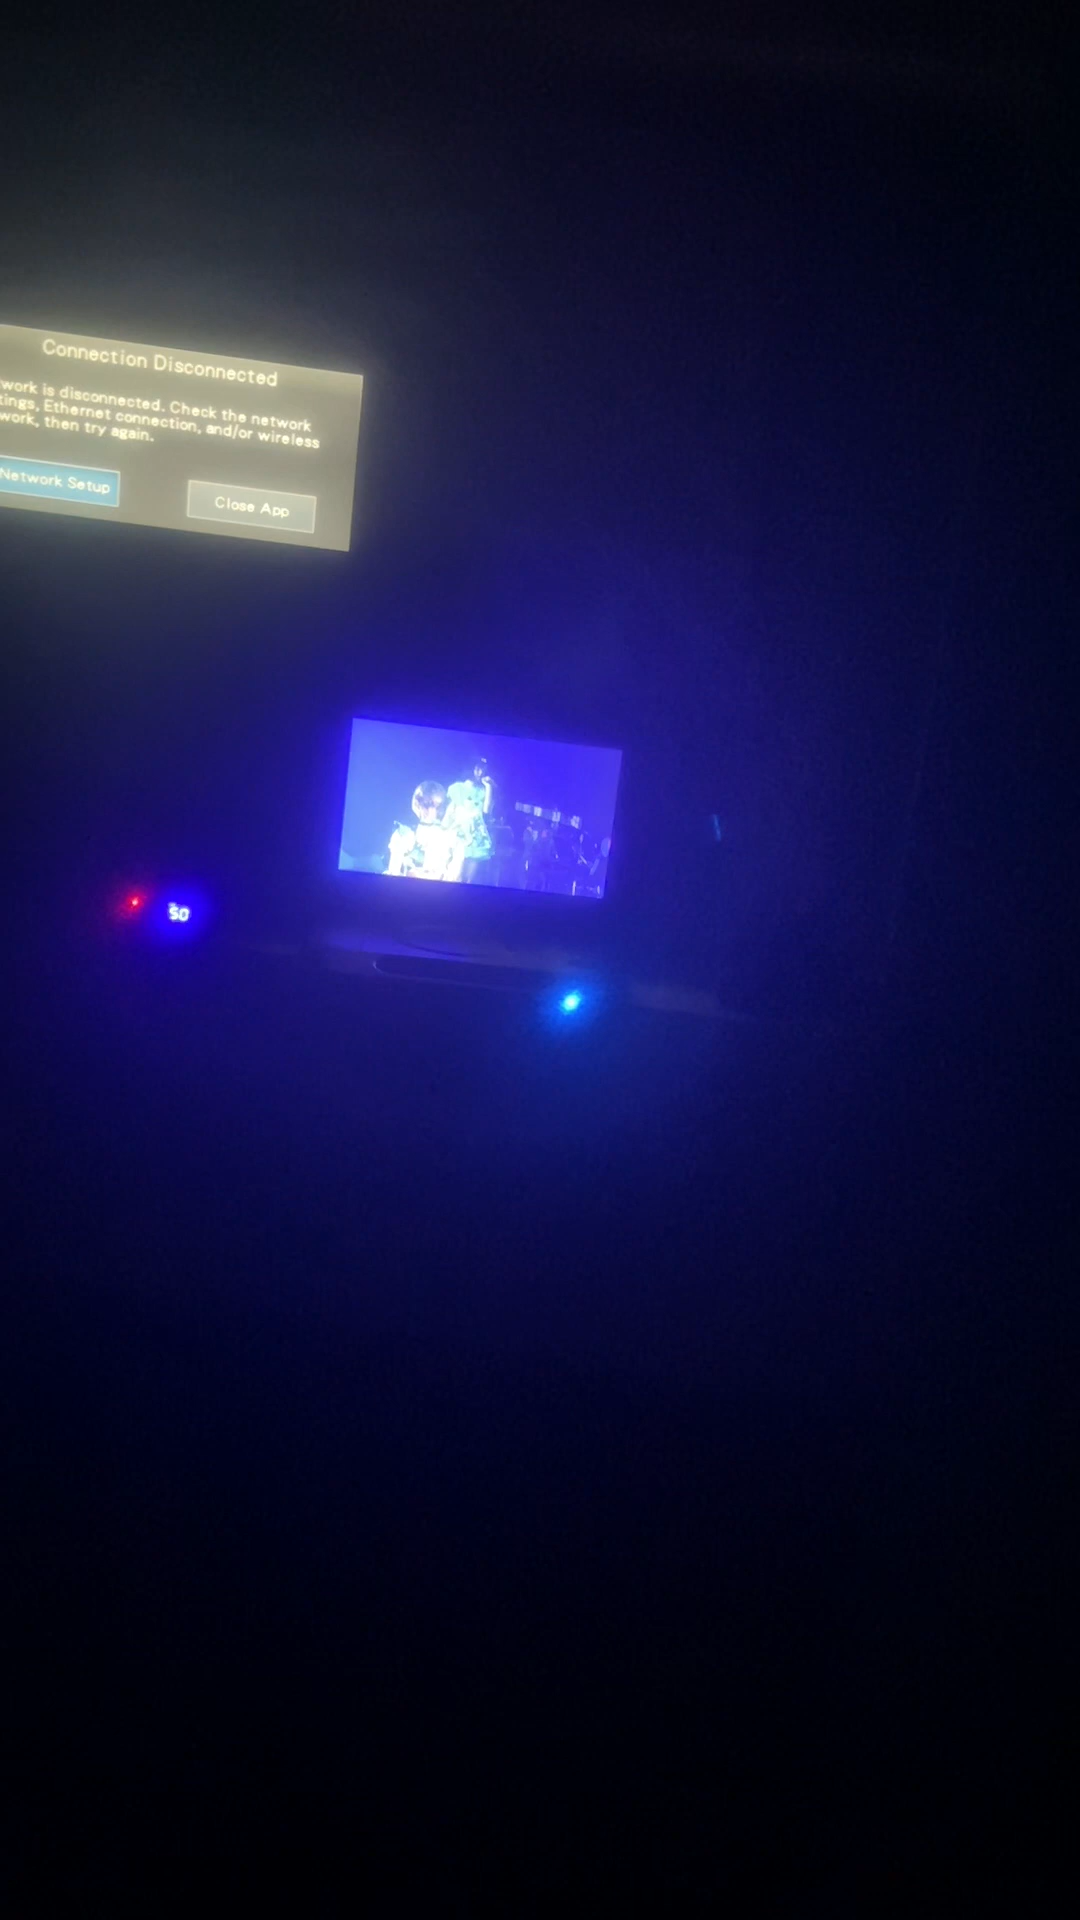 Connection Disconnected
work is disconnected. Check the network
tings, Ethernet connection, and/or wireless
work, then try again.
Network Setup
Close App
50